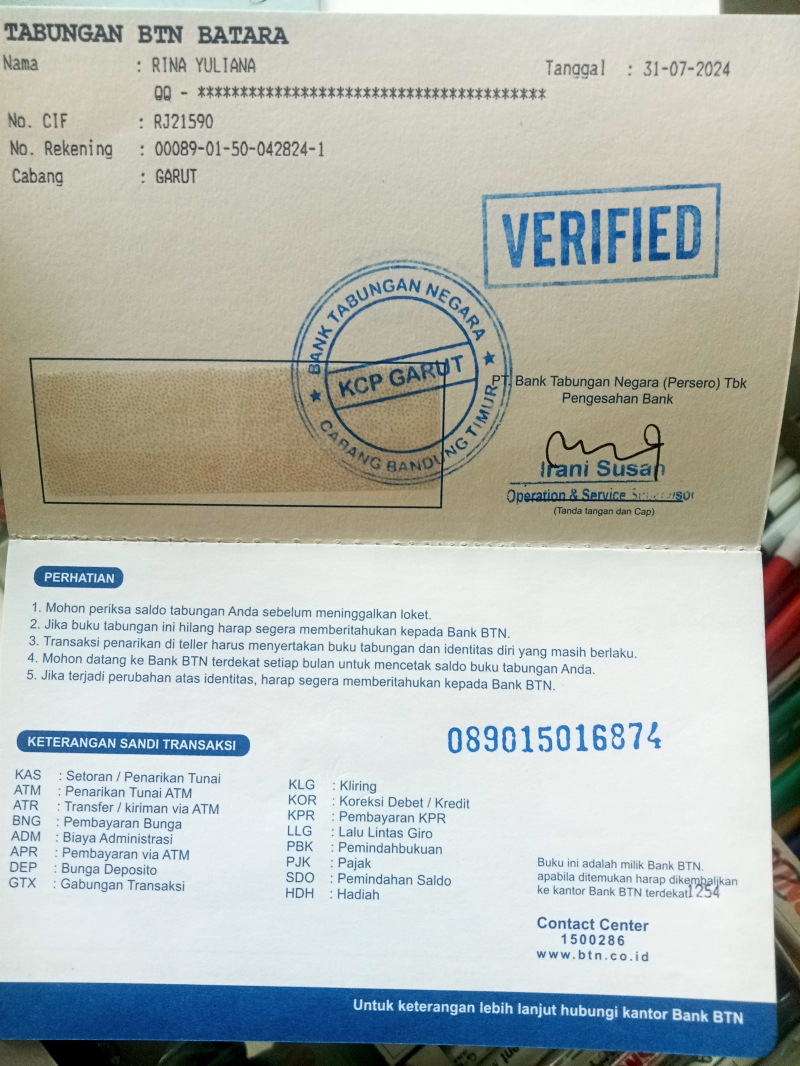 TABUNGAN BTN BATARA
Nama : RINA YULIANA
Tanggal : 31-07-2024
QQ - *****************************************
No. CIF : RJ21590
No. Rekening : 00089-01-50-042824-1
Cabang : GARUT
VERIFIED
BANK TABUNGAN NEGARA
KCP GARUT
CABANG BANDUNG TIMUR
PT. Bank Tabungan Negara (Persero) Tbk
Pengesahan Bank
Irani Susan
Operation & Service
(Tanda tangan dan Cap)
PERHATIAN
1. Mohon periksa saldo tabungan Anda sebelum meninggalkan loket.
2. Jika buku tabungan ini hilang harap segera memberitahukan kepada Bank BTN.
3. Transaksi penarikan di teller harus menyertakan buku tabungan dan identitas diri yang masih berlaku.
4. Mohon datang ke Bank BTN terdekat setiap bulan untuk mencetak saldo buku tabungan Anda.
5. Jika terjadi perubahan atas identitas, harap segera memberitahukan kepada Bank BTN.
089015016874
KETERANGAN SANDI TRANSAKSI
KAS : Setoran / Penarikan Tunai
ATM : Penarikan Tunai ATM
ATR : Transfer / kiriman via ATM
BNG : Pembayaran Bunga
ADM : Biaya Administrasi
APR : Pembayaran via ATM
DEP : Bunga Deposito
GTX : Gabungan Transaksi
KLG : Kliring
KOR : Koreksi Debet / Kredit
KPR : Pembayaran KPR
LLG : Lalu Lintas Giro
PBK : Pemindahbukuan
PJK : Pajak
SDO : Pemindahan Saldo
HDH : Hadiah
Buku ini adalah milik Bank BTN.
apabila ditemukan harap dikembalikan
ke kantor Bank BTN terdekat
1254
Contact Center
1500286
www.btn.co.id
Untuk keterangan lebih lanjut hubungi kantor Bank BTN